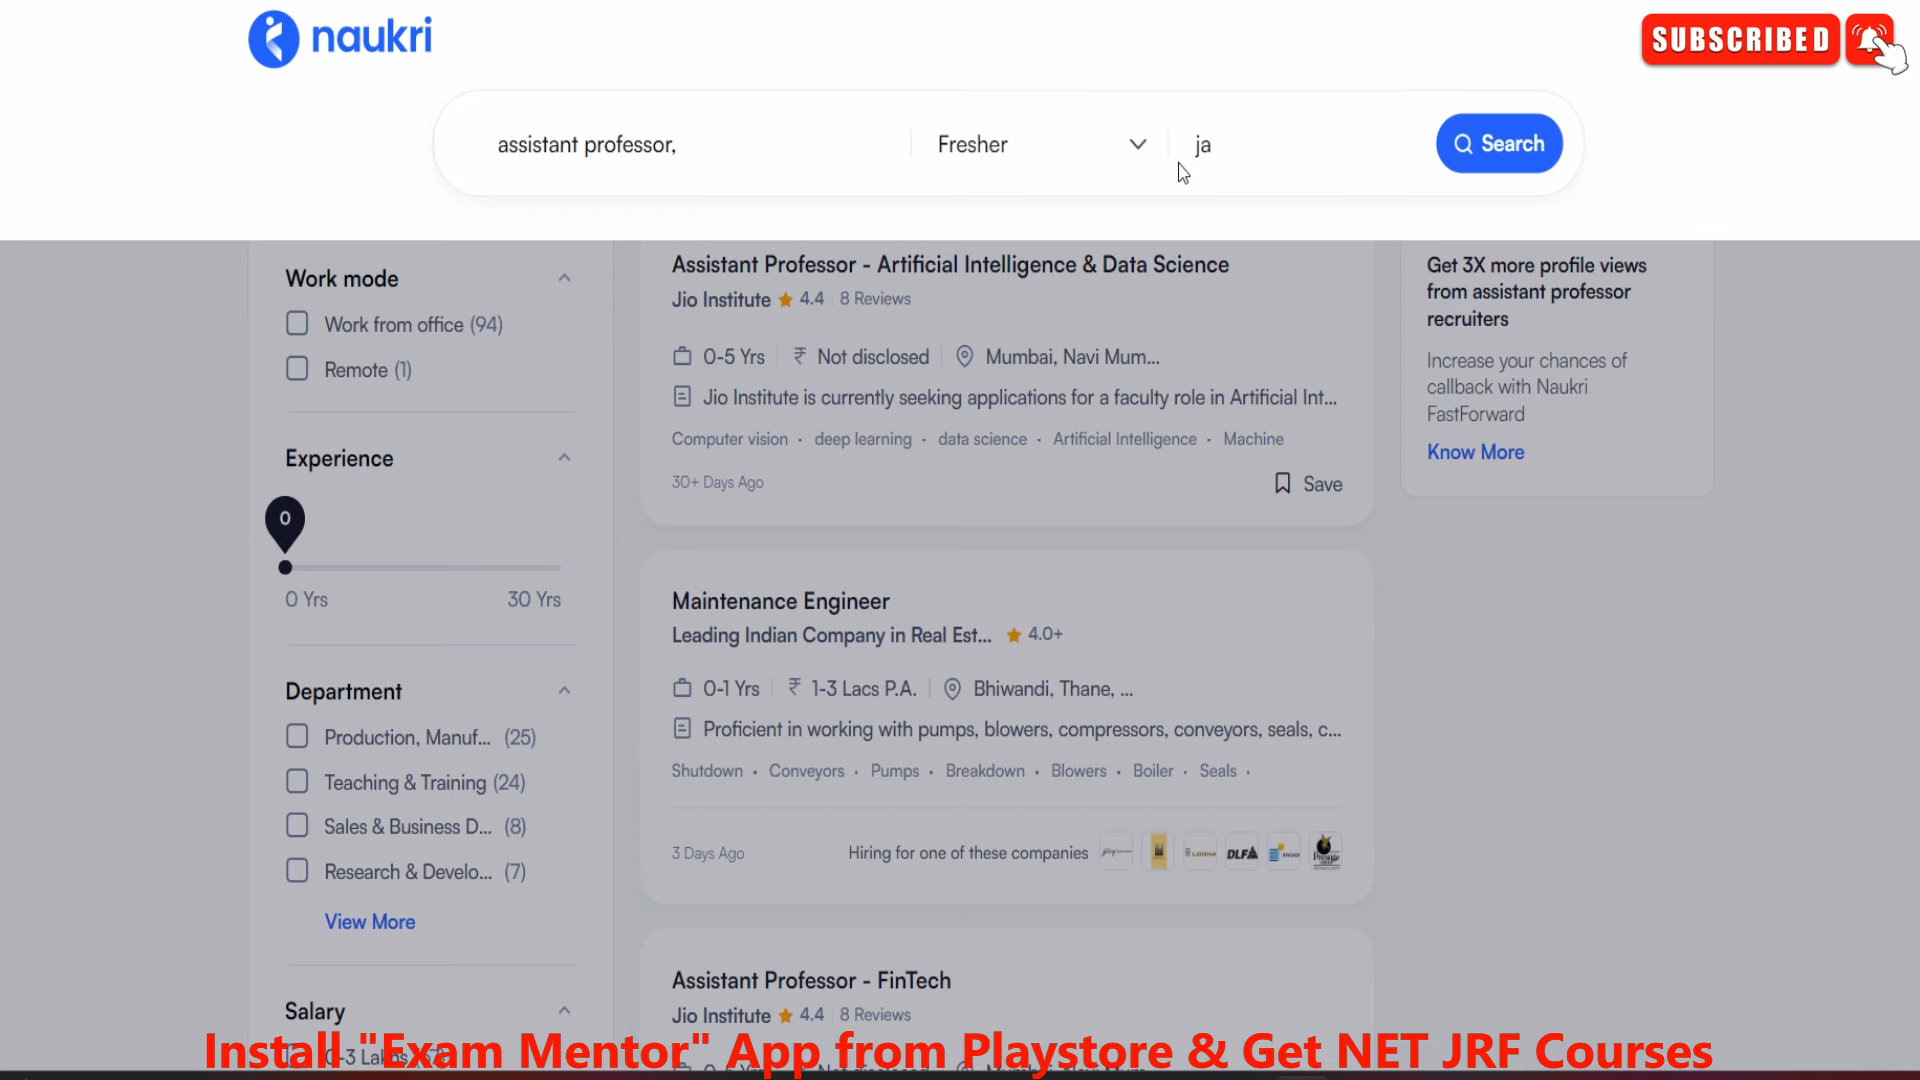 naukri
SUBSCRIBED
assistant professor,
Fresher
ja
Search
Work mode
Work from office (94)
Remote (1)
Experience
0
0 Yrs
30 Yrs
Department
Production, Manuf... (25)
Teaching & Training (24)
Sales & Business D... (8)
Research & Develo... (7)
View More
Salary
0-3 Lakhs
Assistant Professor - Artificial Intelligence & Data Science
Jio Institute 4.4 8 Reviews
0-5 Yrs ₹ Not disclosed Mumbai, Navi Mum...
Jio Institute is currently seeking applications for a faculty role in Artificial Int...
Computer vision · deep learning · data science · Artificial Intelligence · Machine
30+ Days Ago
Save
Maintenance Engineer
Leading Indian Company in Real Est... 4.0+
0-1 Yrs ₹ 1-3 Lacs P.A. Bhiwandi, Thane, ...
Proficient in working with pumps, blowers, compressors, conveyors, seals, c...
Shutdown · Conveyors · Pumps · Breakdown · Blowers · Boiler · Seals ·
3 Days Ago
Hiring for one of these companies
LODHA
DLF
Prestige
Assistant Professor - FinTech
Jio Institute 4.4 8 Reviews
Get 3X more profile views
from assistant professor
recruiters
Increase your chances of
callback with Naukri
FastForward
Know More
Install "Exam Mentor" App from Playstore & Get NET JRF Courses